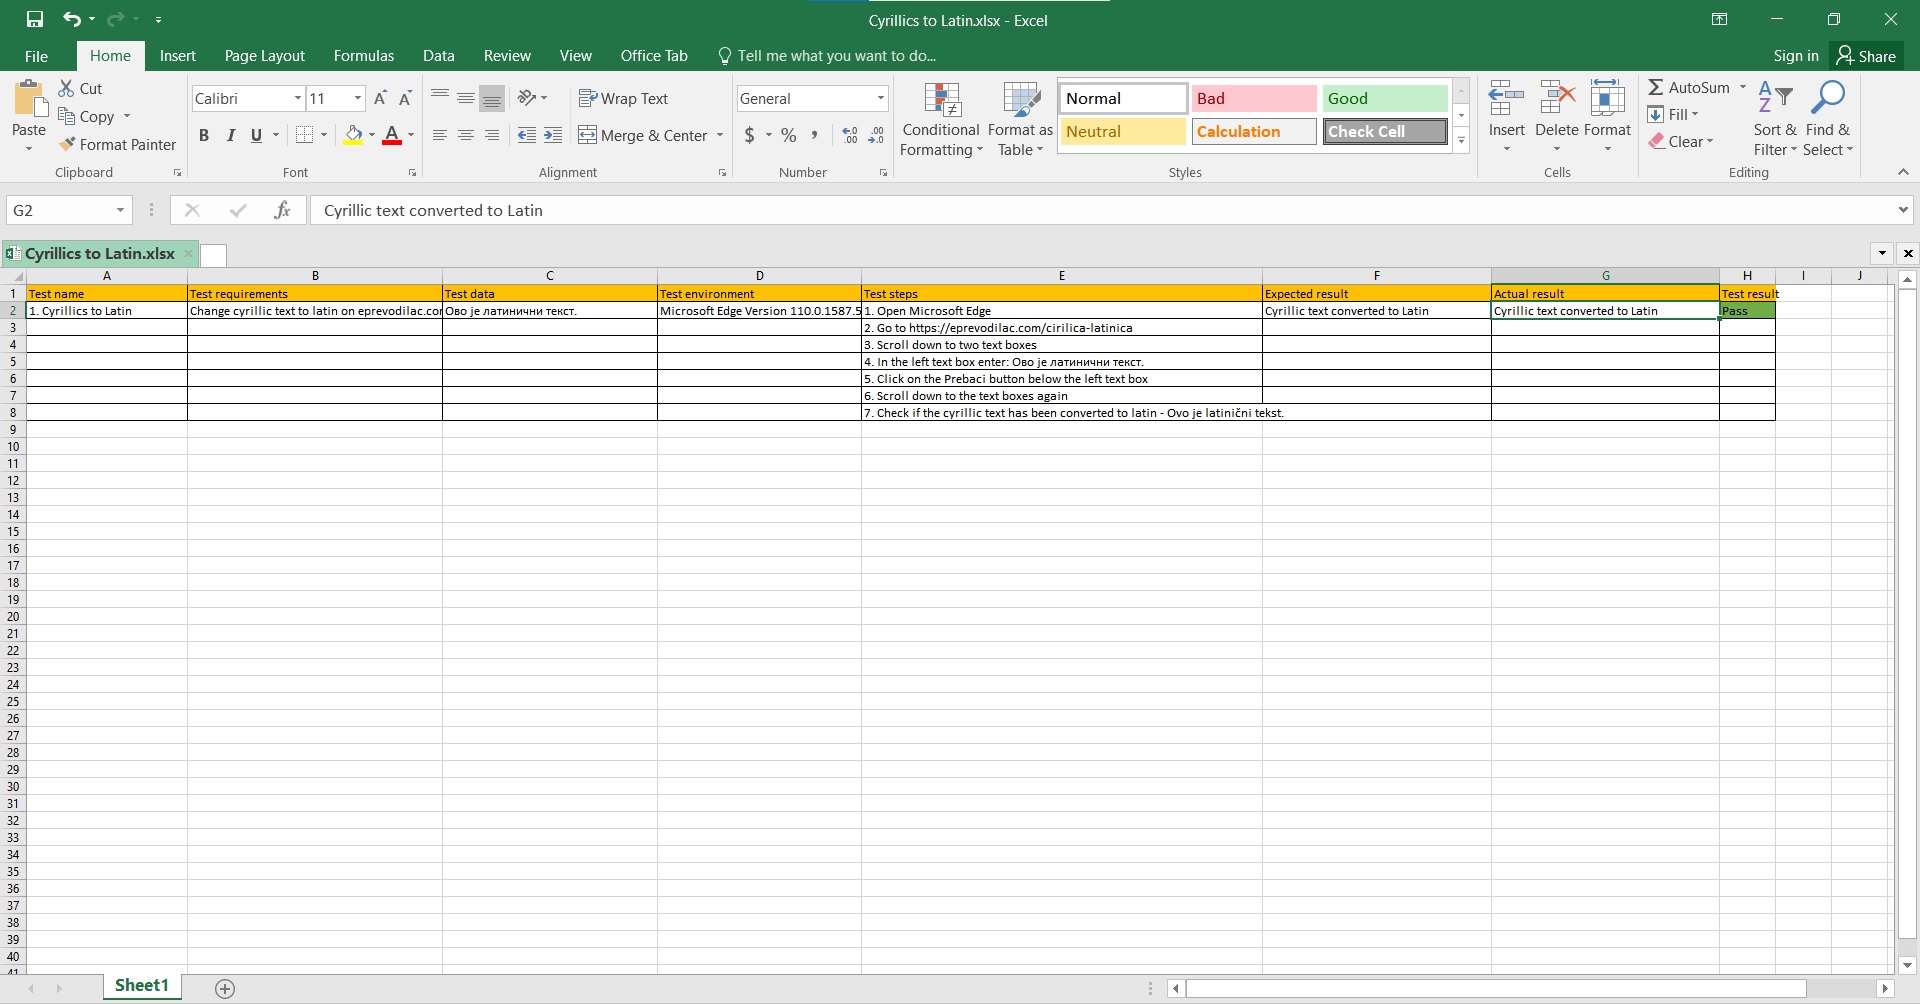 Cyrillics to Latin.xlsx - Excel
File Home Insert Page Layout Formulas Data Review View Office Tab Tell me what you want to do... Sign in Share
Paste
Cut
Copy
Format Painter
Clipboard
Calibri 11
B I U
Font
Wrap Text
Merge & Center
Alignment
General
$ % ,
Number
Conditional Formatting
Format as Table
Normal Bad Good
Neutral Calculation Check Cell
Styles
Insert Delete Format
Cells
AutoSum
Fill
Clear
Sort & Filter
Find & Select
Editing
G2 fx Cyrillic text converted to Latin
Cyrillics to Latin.xlsx
A B C D E F G H I J
1 Test name Test requirements Test data Test environment Test steps Expected result Actual result Test result
2 1. Cyrillics to Latin Change cyrillic text to latin on eprevodilac.cor Ово је латинични текст. Microsoft Edge Version 110.0.1587.5 1. Open Microsoft Edge Cyrillic text converted to Latin Cyrillic text converted to Latin Pass
3 2. Go to https://eprevodilac.com/cirilica-latinica
4 3. Scroll down to two text boxes
5 4. In the left text box enter: Ово је латинични текст.
6 5. Click on the Prebaci button below the left text box
7 6. Scroll down to the text boxes again
8 7. Check if the cyrillic text has been converted to latin - Ovo je latinični tekst.
9
10
11
12
13
14
15
16
17
18
19
20
21
22
23
24
25
26
27
28
29
30
31
32
33
34
35
36
37
38
39
40
41
Sheet1